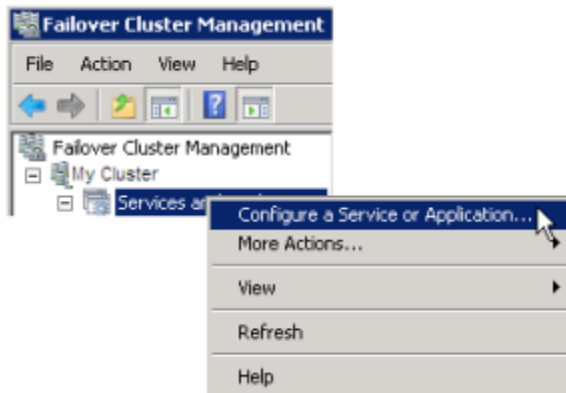 Failover Cluster Management
File Action View Help
Failover Cluster Management
My Cluster
Services
Configure a Service or Application...
More Actions...
View
Refresh
Help